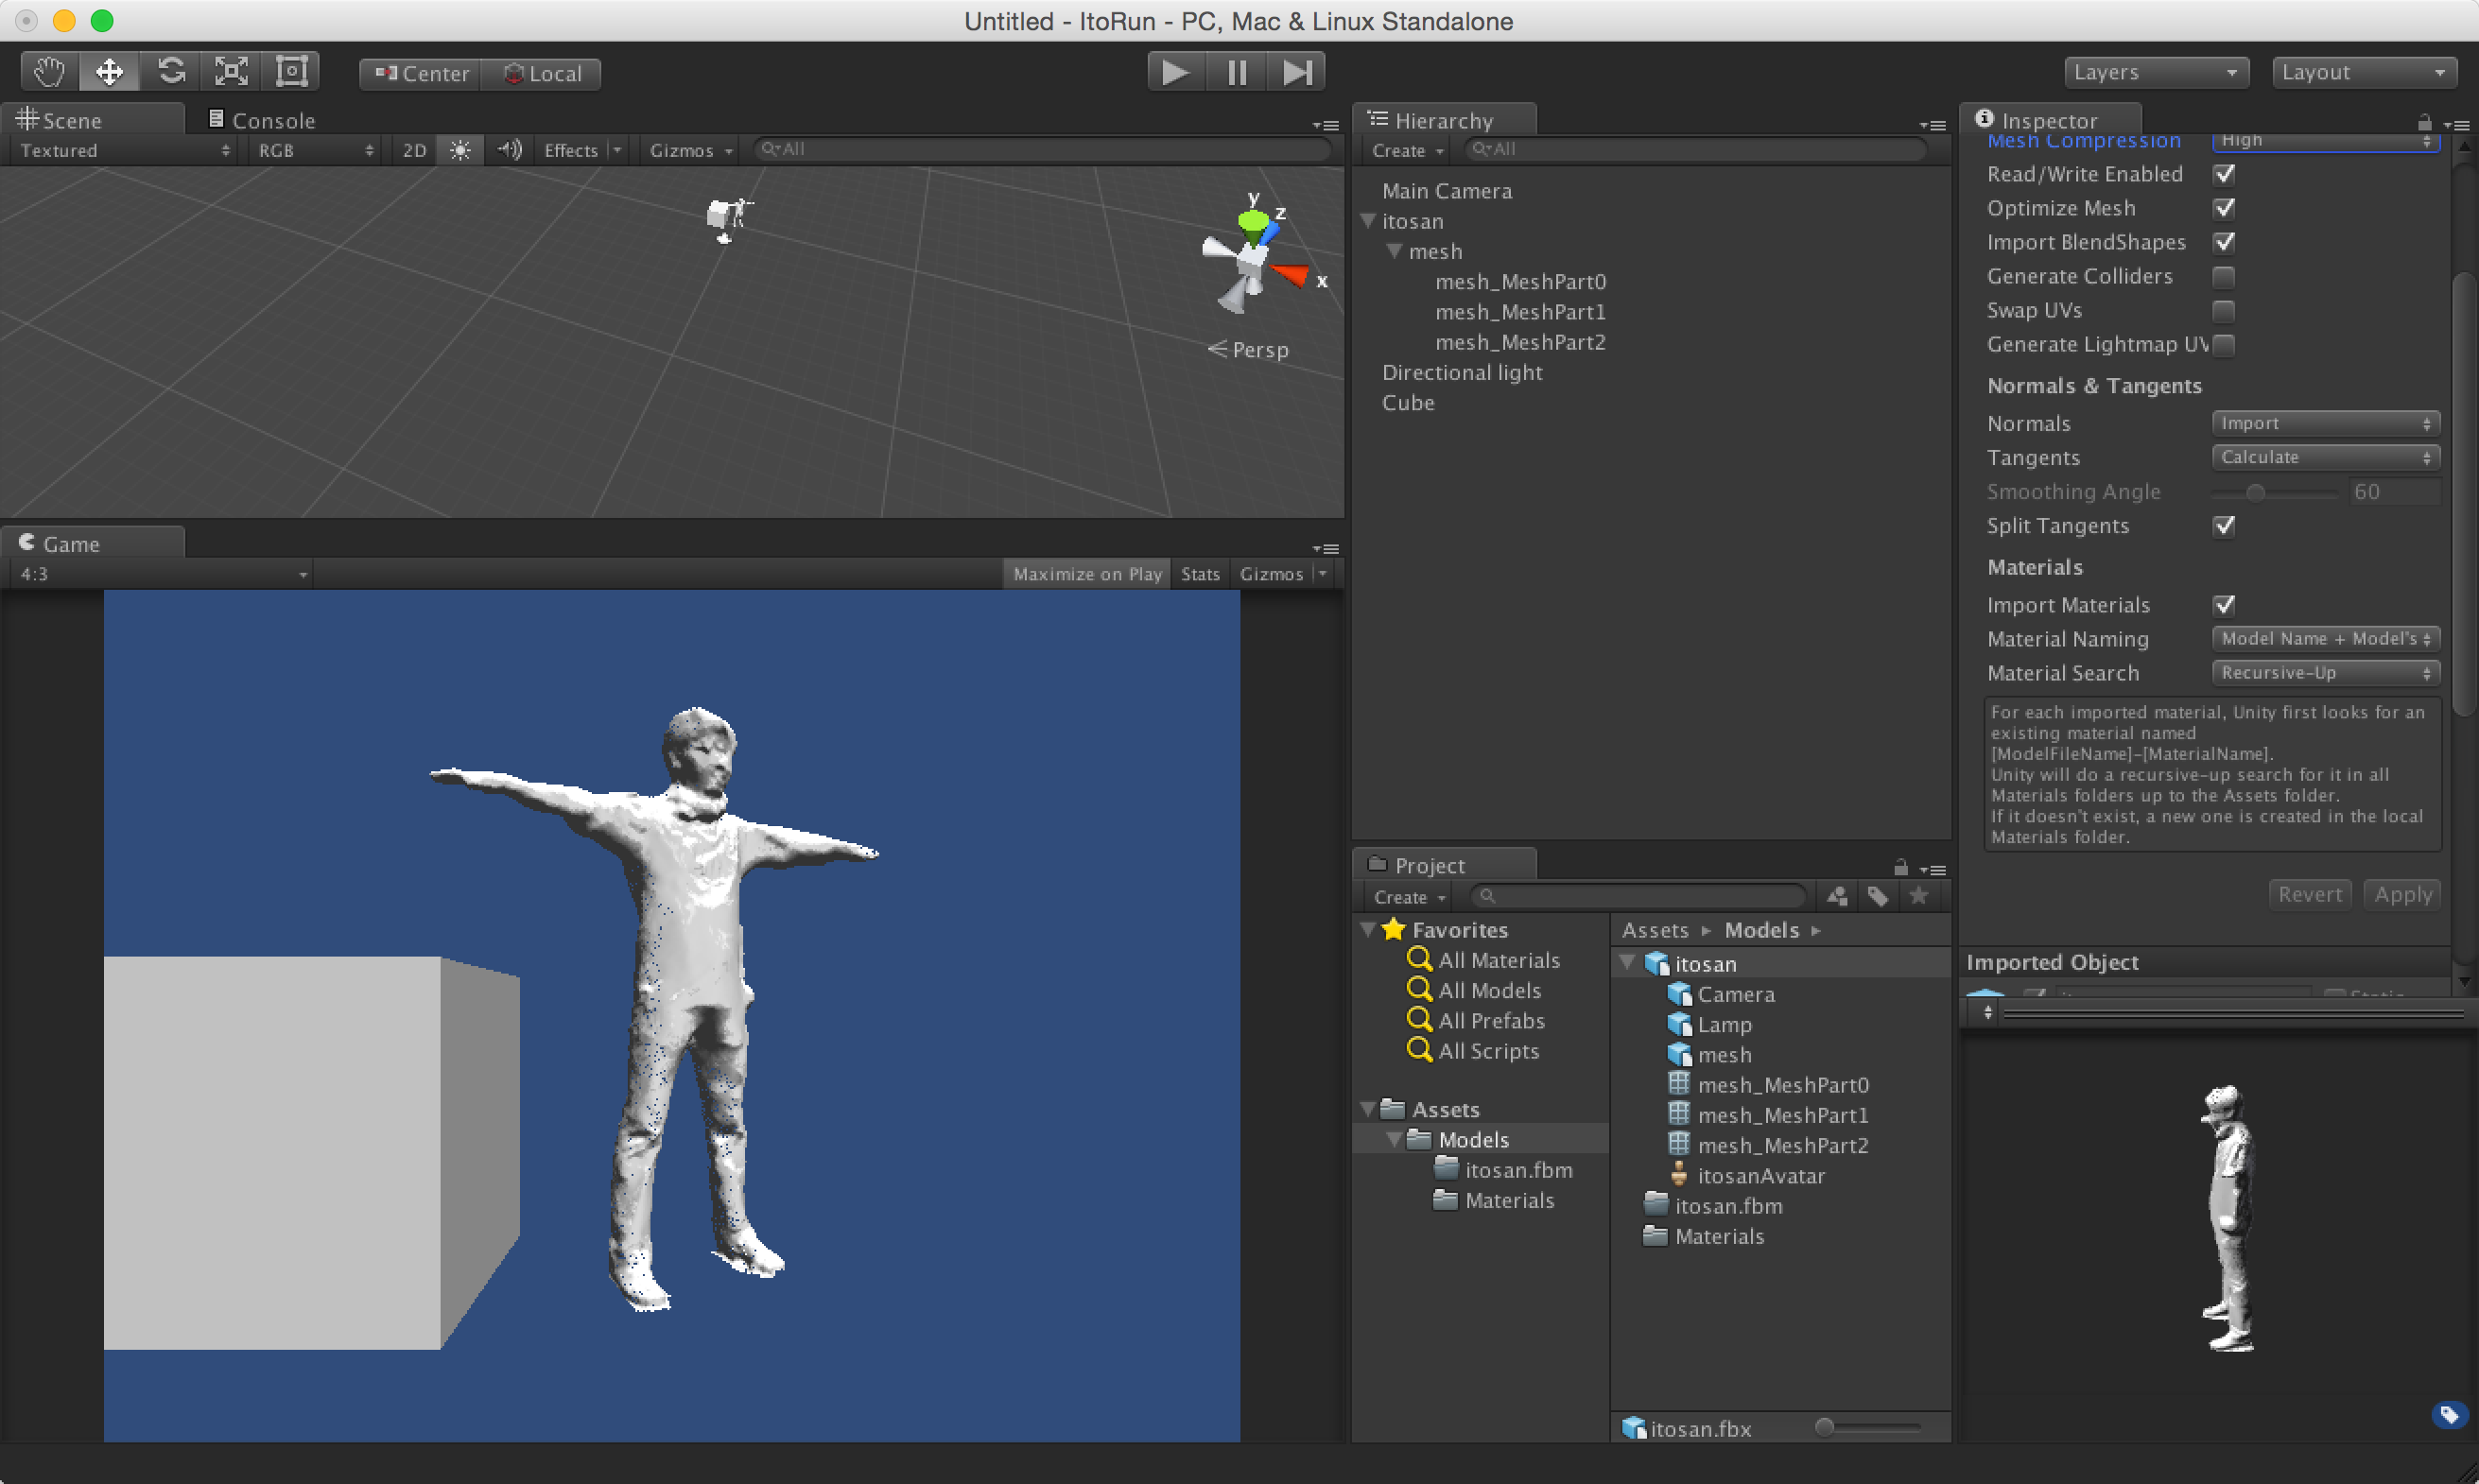 Untitled - ItoRun - PC, Mac & Linux Standalone
Center
Local
Layers
Layout
Scene
Console
Textured
RGB
2D
Effects
Gizmos
All
y
z
x
Persp
Game
4:3
Maximize on Play
Stats
Gizmos
Hierarchy
Create
All
Main Camera
itosan
mesh
mesh_MeshPart0
mesh_MeshPart1
mesh_MeshPart2
Directional light
Cube
Project
Create
Favorites
All Materials
All Models
All Prefabs
All Scripts
Assets
Models
itosan.fbm
Materials
Assets Models
itosan
Camera
Lamp
mesh
mesh_MeshPart0
mesh_MeshPart1
mesh_MeshPart2
itosanAvatar
itosan.fbm
Materials
itosan.fbx
Inspector
Mesh Compression High
Read/Write Enabled
Optimize Mesh
Import BlendShapes
Generate Colliders
Swap UVs
Generate Lightmap UV
Normals & Tangents
Normals Import
Tangents Calculate
Smoothing Angle 60
Split Tangents
Materials
Import Materials
Material Naming Model Name + Model's
Material Search Recursive-Up
For each imported material, Unity first looks for an
existing material named
[ModelFileName]-[MaterialName].
Unity will do a recursive-up search for it in all
Materials folders up to the Assets folder.
If it doesn't exist, a new one is created in the local
Materials folder.
Revert
Apply
Imported Object